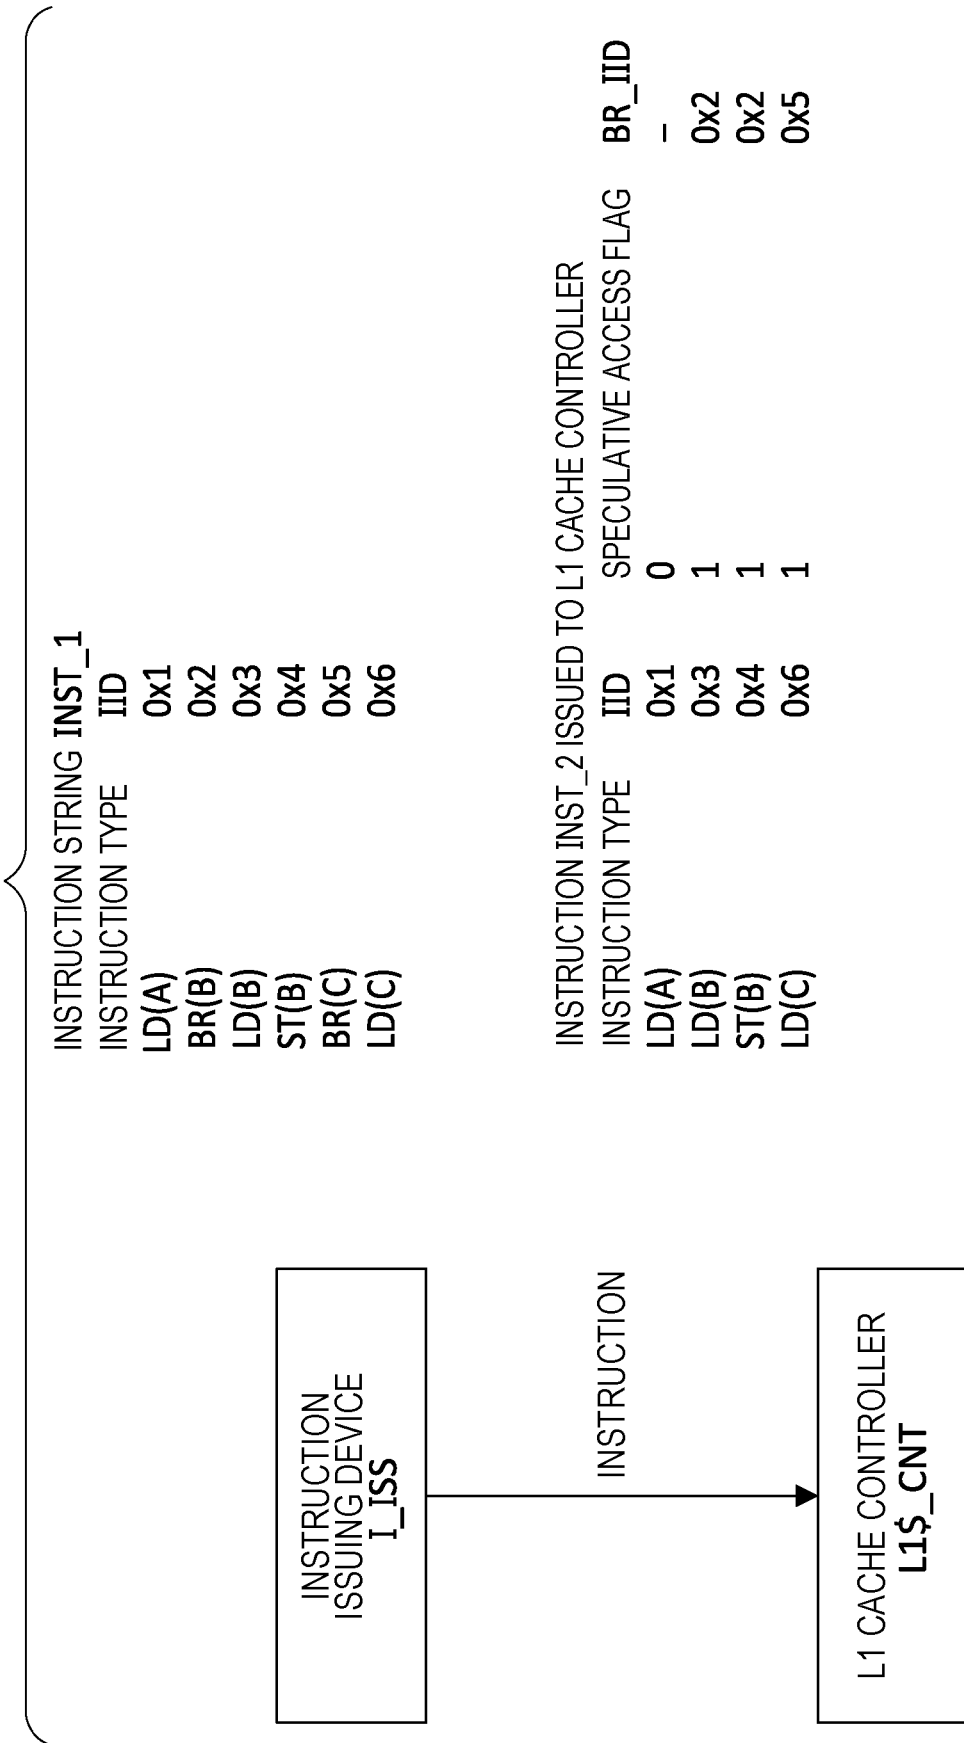 INSTRUCTION STRING INST_1
INSTRUCTION TYPE IID
LD(A) 0x1
BR(B) 0x2
LD(B) 0x3
ST(B) 0x4
BR(C) 0x5
LD(C) 0x6
INSTRUCTION
ISSUING DEVICE
I_ISS
INSTRUCTION
INSTRUCTION INST_2 ISSUED TO L1 CACHE CONTROLLER
INSTRUCTION TYPE IID SPECULATIVE ACCESS FLAG BR_IID
LD(A) 0x1 0 –
LD(B) 0x3 1 0x2
ST(B) 0x4 1 0x2
LD(C) 0x6 1 0x5
L1 CACHE CONTROLLER
L1$_CNT